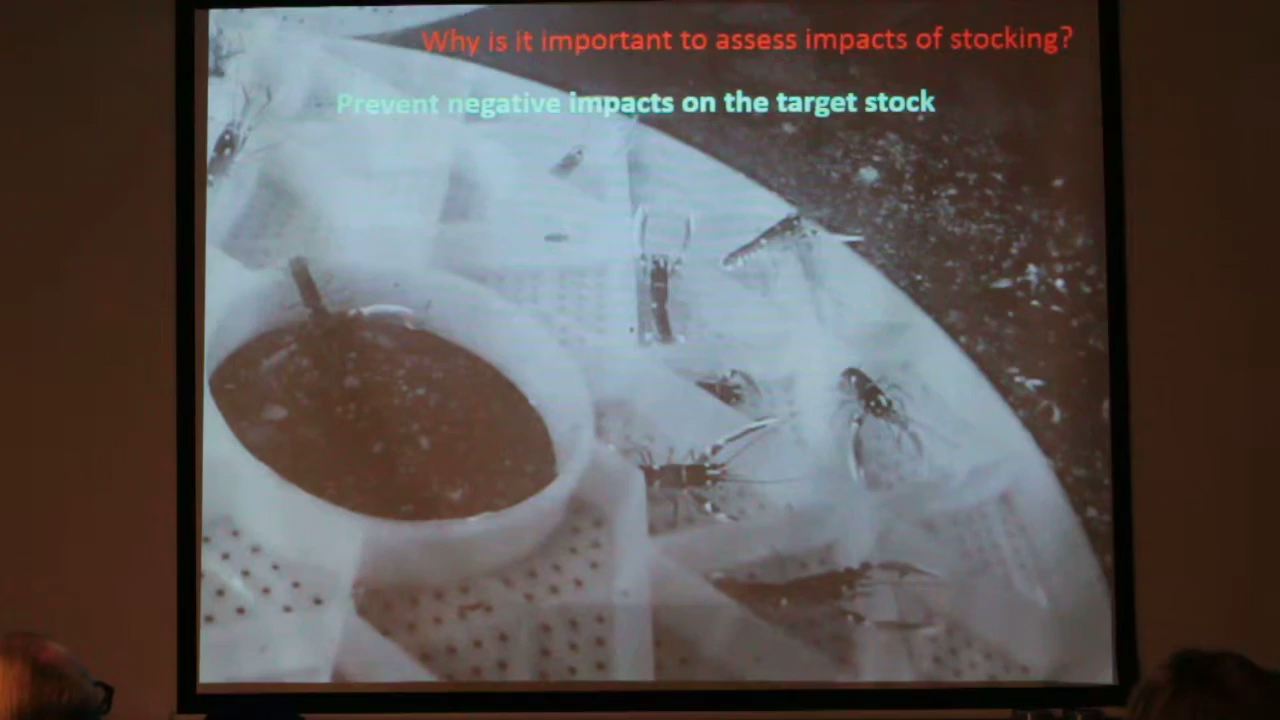 Why is it important to assess impacts of stocking?
Prevent negative impacts on the target stock